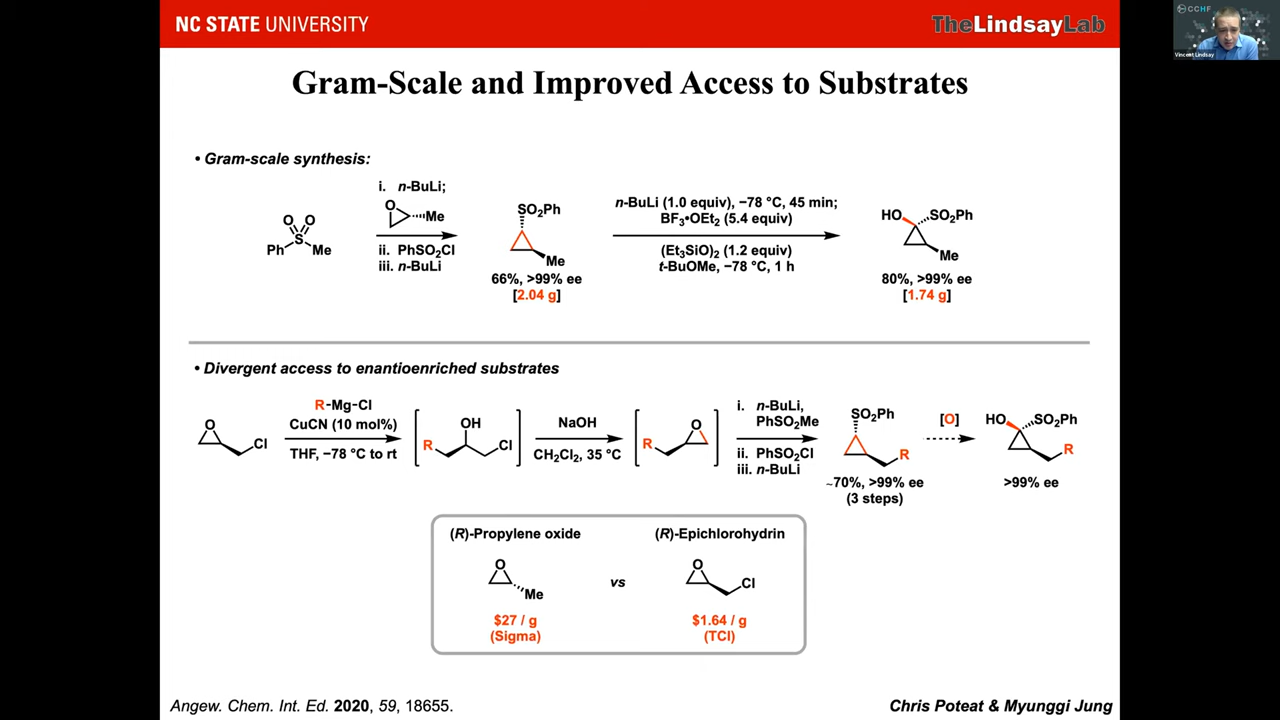 NC STATE UNIVERSITY
TheLindsayLab
CCHF
Vincent Lindsay
Gram-Scale and Improved Access to Substrates
• Gram-scale synthesis:
O O
S
Ph Me
i. n-BuLi;
O
Me
ii. PhSO2Cl
iii. n-BuLi
SO2Ph
Me
66%, >99% ee
[2.04 g]
n-BuLi (1.0 equiv), −78 °C, 45 min;
BF3•OEt2 (5.4 equiv)
(Et3SiO)2 (1.2 equiv)
t-BuOMe, −78 °C, 1 h
HO SO2Ph
Me
80%, >99% ee
[1.74 g]
• Divergent access to enantioenriched substrates
O
Cl
R-Mg-Cl
CuCN (10 mol%)
THF, −78 °C to rt
OH
R Cl
NaOH
CH2Cl2, 35 °C
O
R
i. n-BuLi,
PhSO2Me
ii. PhSO2Cl
iii. n-BuLi
SO2Ph
R
~70%, >99% ee
(3 steps)
[O]
HO SO2Ph
R
>99% ee
(R)-Propylene oxide
O
Me
$27 / g
(Sigma)
vs
(R)-Epichlorohydrin
O
Cl
$1.64 / g
(TCI)
Angew. Chem. Int. Ed. 2020, 59, 18655.
Chris Poteat & Myunggi Jung